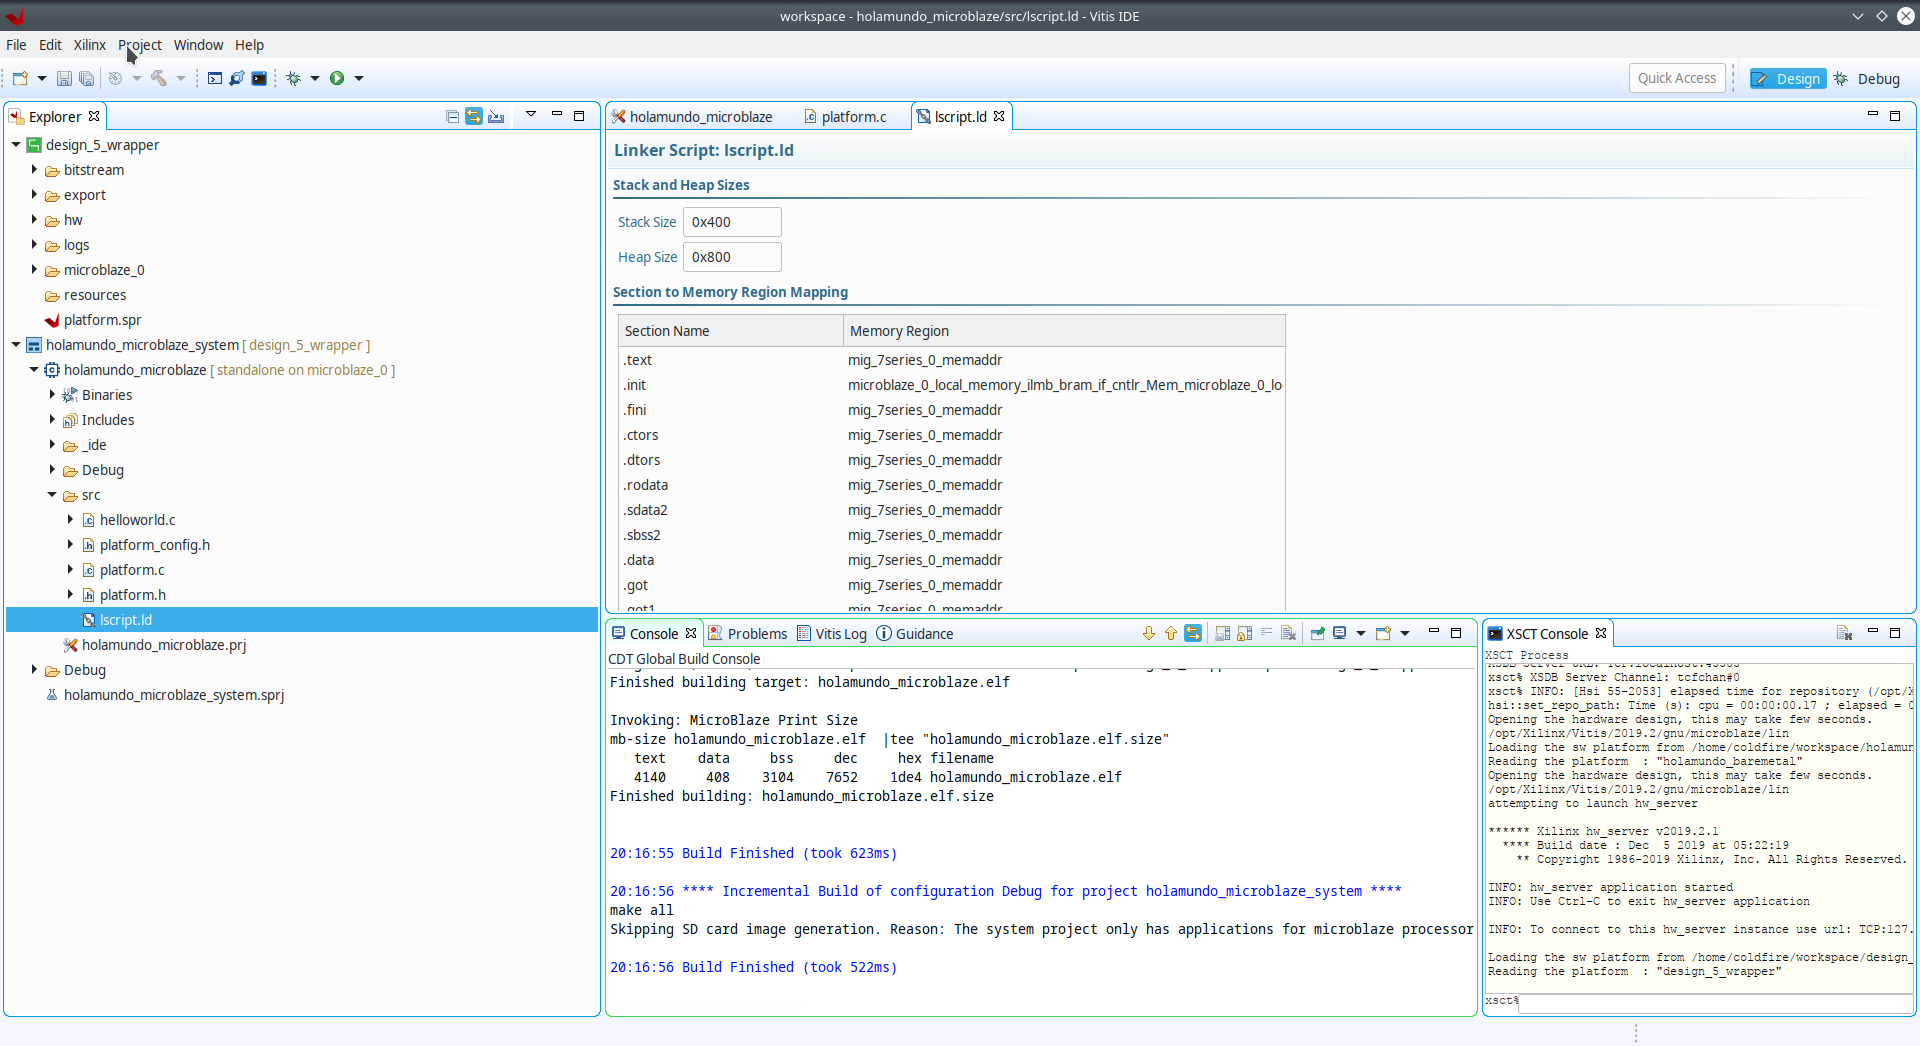 workspace - holamundo_microblaze/src/lscript.ld - Vitis IDE
File Edit Xilinx Project Window Help
Quick Access Design Debug
Explorer
design_5_wrapper
bitstream
export
hw
logs
microblaze_0
resources
platform.spr
holamundo_microblaze_system [ design_5_wrapper ]
holamundo_microblaze [ standalone on microblaze_0 ]
Binaries
Includes
_ide
Debug
src
helloworld.c
platform_config.h
platform.c
platform.h
lscript.ld
holamundo_microblaze.prj
Debug
holamundo_microblaze_system.sprj
holamundo_microblaze platform.c lscript.ld
Linker Script: lscript.ld
Stack and Heap Sizes
Stack Size 0x400
Heap Size 0x800
Section to Memory Region Mapping
Section Name Memory Region
.text mig_7series_0_memaddr
.init microblaze_0_local_memory_ilmb_bram_if_cntlr_Mem_microblaze_0_lo
.fini mig_7series_0_memaddr
.ctors mig_7series_0_memaddr
.dtors mig_7series_0_memaddr
.rodata mig_7series_0_memaddr
.sdata2 mig_7series_0_memaddr
.sbss2 mig_7series_0_memaddr
.data mig_7series_0_memaddr
.got mig_7series_0_memaddr
.got1 mig_7series_0_memaddr
Console Problems Vitis Log Guidance
CDT Global Build Console
Finished building target: holamundo_microblaze.elf
Invoking: MicroBlaze Print Size
mb-size holamundo_microblaze.elf |tee "holamundo_microblaze.elf.size"
text data bss dec hex filename
4140 408 3104 7652 1de4 holamundo_microblaze.elf
Finished building: holamundo_microblaze.elf.size
20:16:55 Build Finished (took 623ms)
20:16:56 **** Incremental Build of configuration Debug for project holamundo_microblaze_system ****
make all
Skipping SD card image generation. Reason: The system project only has applications for microblaze processor
20:16:56 Build Finished (took 522ms)
XSCT Console
XSCT Process
xsct% XSDB Server Channel: tcfchan#0
xsct% INFO: [Hsi 55-2053] elapsed time for repository (/opt/X
hsi::set_repo_path: Time (s): cpu = 00:00:00.17 ; elapsed = 0
Opening the hardware design, this may take few seconds.
/opt/Xilinx/Vitis/2019.2/gnu/microblaze/lin
Loading the sw platform from /home/coldfire/workspace/holamun
Reading the platform : "holamundo_baremetal"
Opening the hardware design, this may take few seconds.
/opt/Xilinx/Vitis/2019.2/gnu/microblaze/lin
attempting to launch hw_server
****** Xilinx hw_server v2019.2.1
**** Build date : Dec 5 2019 at 05:22:19
** Copyright 1986-2019 Xilinx, Inc. All Rights Reserved.
INFO: hw_server application started
INFO: Use Ctrl-C to exit hw_server application
INFO: To connect to this hw_server instance use url: TCP:127.
Loading the sw platform from /home/coldfire/workspace/design_
Reading the platform : "design_5_wrapper"
xsct%